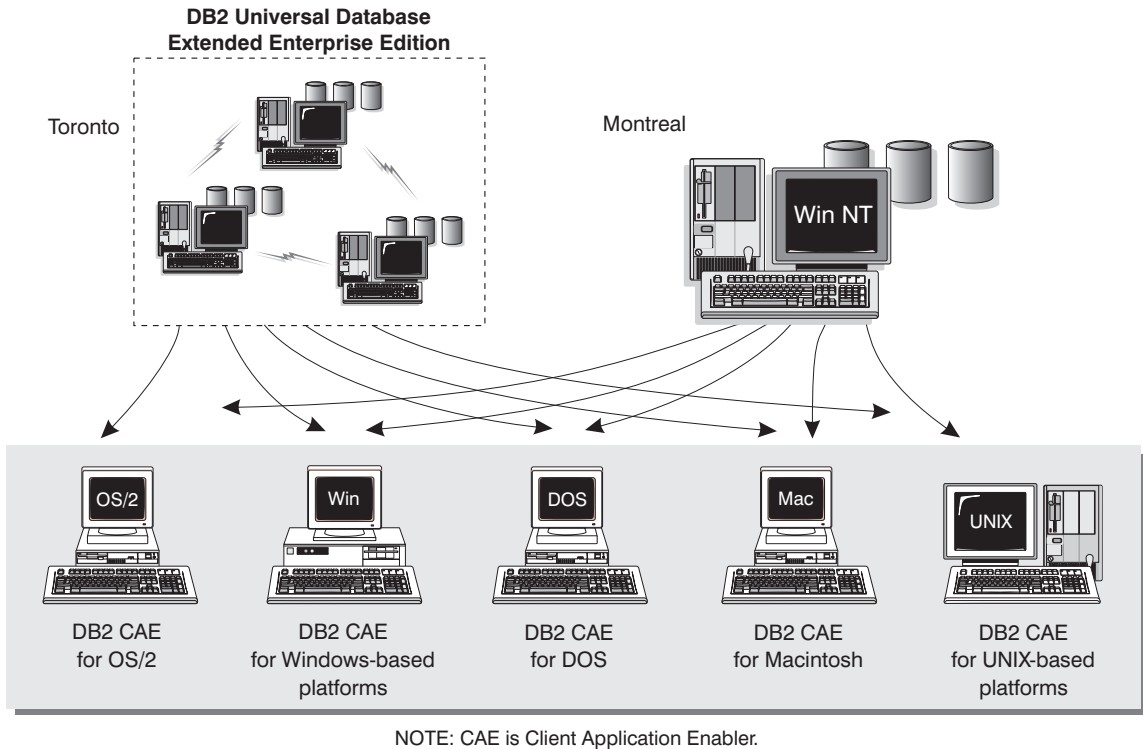 DB2 Universal Database
Extended Enterprise Edition
Toronto
Montreal
Win NT
OS/2
Win
DOS
Mac
UNIX
DB2 CAE
for OS/2
DB2 CAE
for Windows-based
platforms
DB2 CAE
for DOS
DB2 CAE
for Macintosh
DB2 CAE
for UNIX-based
platforms
NOTE: CAE is Client Application Enabler.